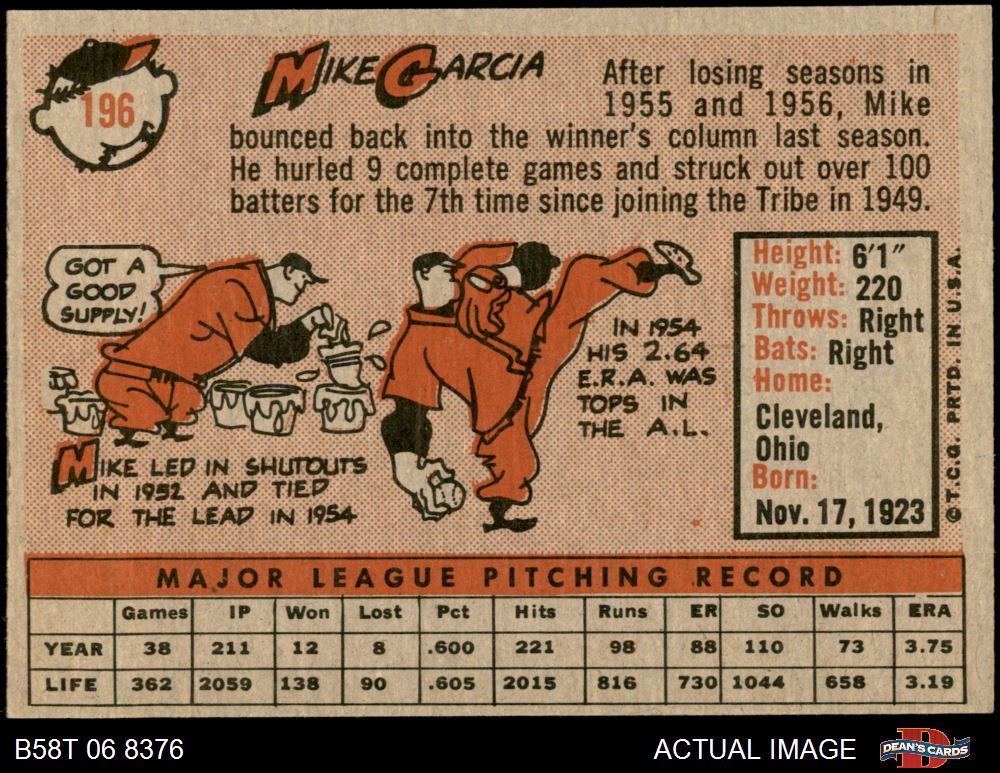 196
MIKE GARCIA
After losing seasons in
1955 and 1956, Mike
bounced back into the winner's column last season.
He hurled 9 complete games and struck out over 100
batters for the 7th time since joining the Tribe in 1949.
GOT A
GOOD
SUPPLY!
MIKE LED IN SHUTOUTS
IN 1952 AND TIED
FOR THE LEAD IN 1954
IN 1954
HIS 2.64
E.R.A. WAS
TOPS IN
THE A.L.
Height: 6'1"
Weight: 220
Throws: Right
Bats: Right
Home:
Cleveland,
Ohio
Born:
Nov. 17, 1923
©T.C.G. PRTD. IN U.S.A.
MAJOR LEAGUE PITCHING RECORD
Games IP Won Lost Pct Hits Runs ER SO Walks ERA
YEAR 38 211 12 8 .600 221 98 88 110 73 3.75
LIFE 362 2059 138 90 .605 2015 816 730 1044 658 3.19
B58T 06 8376 ACTUAL IMAGE DEAN'S CARDS